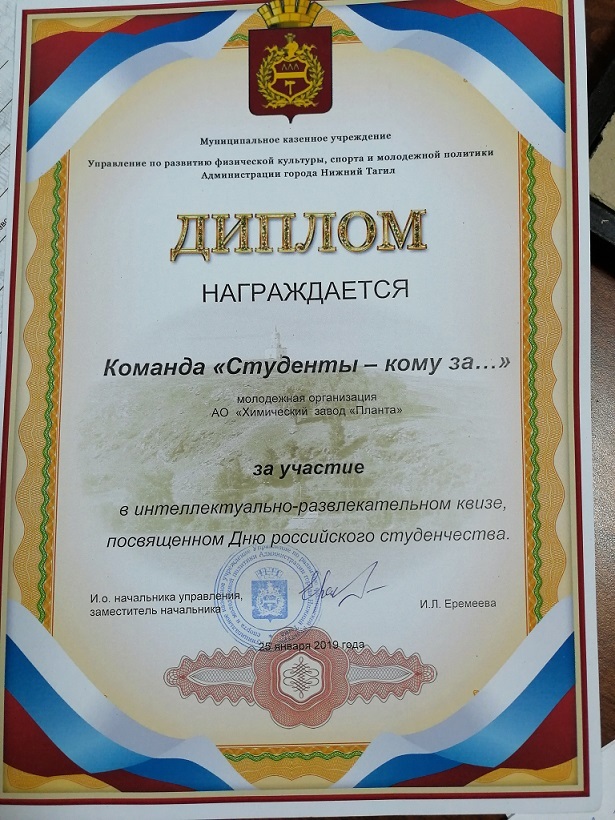 Муниципальное казенное учреждение
Управление по развитию физической культуры, спорта и молодежной политики
Администрации города Нижний Тагил
ДИПЛОМ
НАГРАЖДАЕТСЯ
Команда «Студенты – кому за...»
молодежная организация
АО «Химический завод «Планта»
за участие
в интеллектуально-развлекательном квизе,
посвященном Дню российского студенчества.
И.о. начальника управления,
заместитель начальника
И.Л. Еремеева
25 января 2019 года